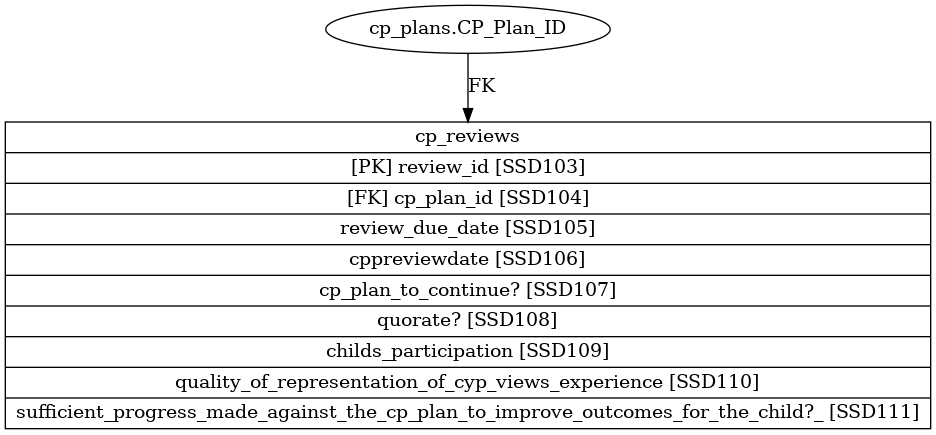 cp_plans.CP_Plan_ID
FK
cp_reviews
[PK] review_id [SSD103]
[FK] cp_plan_id [SSD104]
review_due_date [SSD105]
cppreviewdate [SSD106]
cp_plan_to_continue? [SSD107]
quorate? [SSD108]
childs_participation [SSD109]
quality_of_representation_of_cyp_views_experience [SSD110]
sufficient_progress_made_against_the_cp_plan_to_improve_outcomes_for_the_child?_ [SSD111]